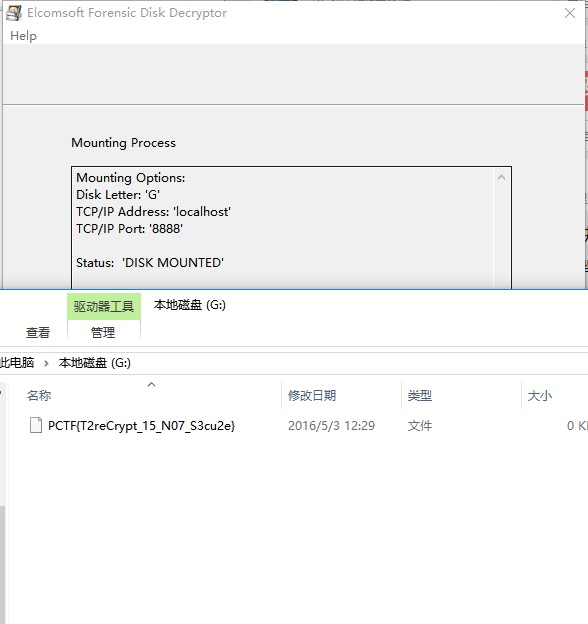 Elcomsoft Forensic Disk Decryptor
Help
Mounting Process
Mounting Options:
Disk Letter: 'G'
TCP/IP Address: 'localhost'
TCP/IP Port: '8888'
Status: 'DISK MOUNTED'
驱动器工具 本地磁盘 (G:)
查看 管理
此电脑 › 本地磁盘 (G:)
名称 修改日期 类型 大小
PCTF{T2reCrypt_15_N07_S3cu2e} 2016/5/3 12:29 文件 0 K